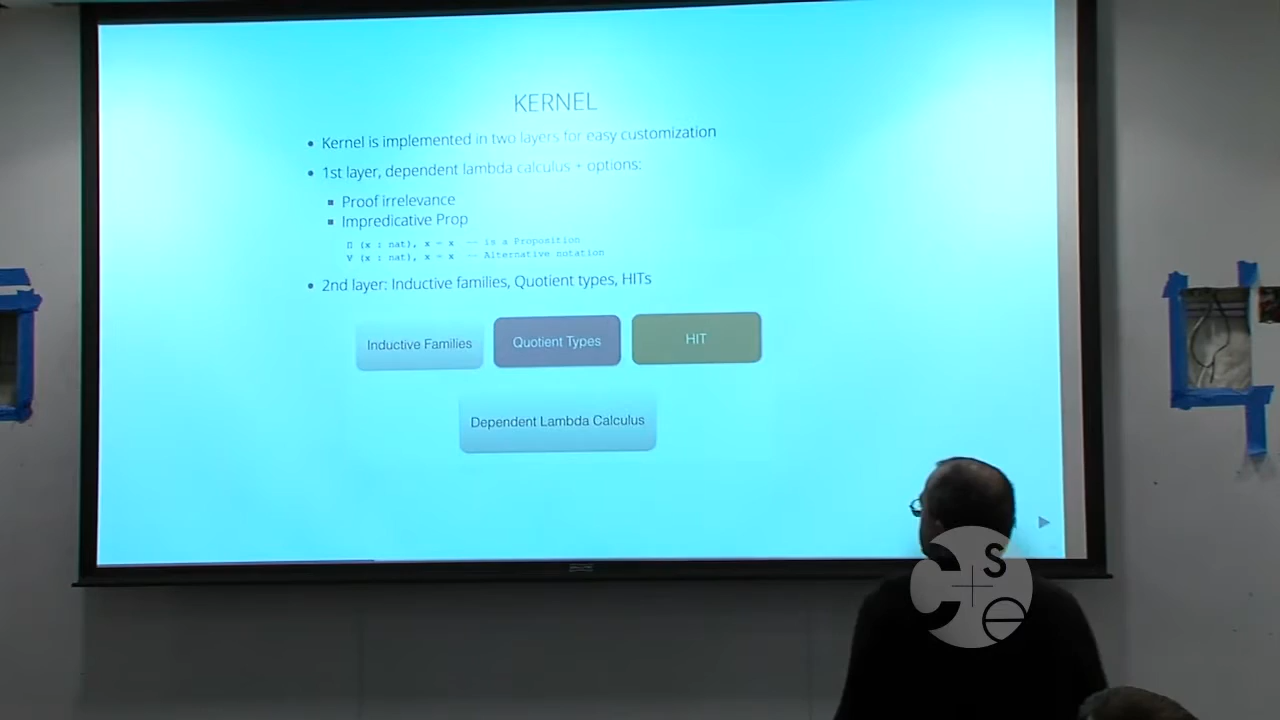 KERNEL
• Kernel is implemented in two layers for easy customization
• 1st layer, dependent lambda calculus + options:
▪ Proof irrelevance
▪ Impredicative Prop
Π (x : nat), x = x -- is a Proposition
∀ (x : nat), x = x -- Alternative notation
• 2nd layer: Inductive families, Quotient types, HITs
Inductive Families Quotient Types HIT
Dependent Lambda Calculus
C S e